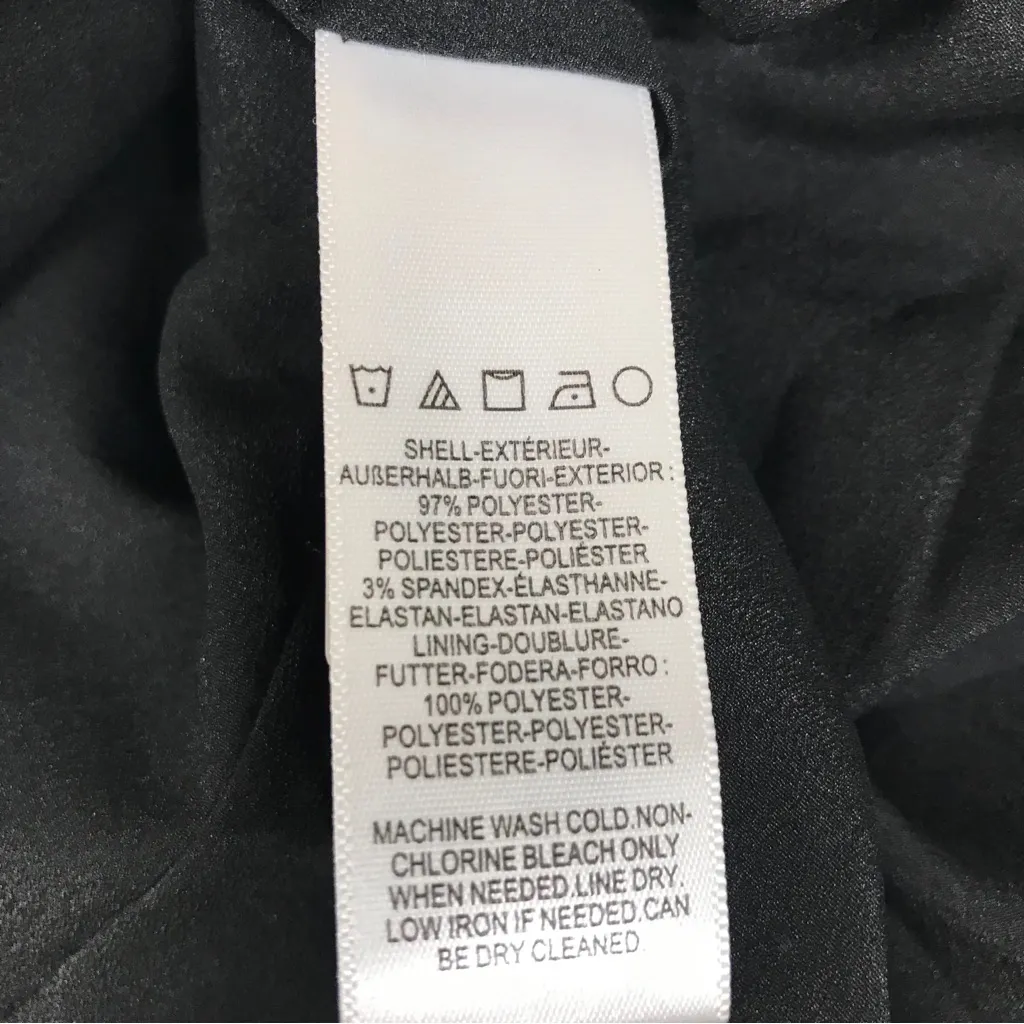 SHELL-EXTÉRIEUR-
AUßERHALB-FUORI-EXTERIOR :
97% POLYESTER-
POLYESTER-POLYESTER-
POLIESTERE-POLIÉSTER
3% SPANDEX-ÉLASTHANNE-
ELASTAN-ELASTAN-ELASTANO
LINING-DOUBLURE-
FUTTER-FODERA-FORRO :
100% POLYESTER-
POLYESTER-POLYESTER-
POLIESTERE-POLIÉSTER
MACHINE WASH COLD.NON-
CHLORINE BLEACH ONLY
WHEN NEEDED.LINE DRY.
LOW IRON IF NEEDED.CAN
BE DRY CLEANED.